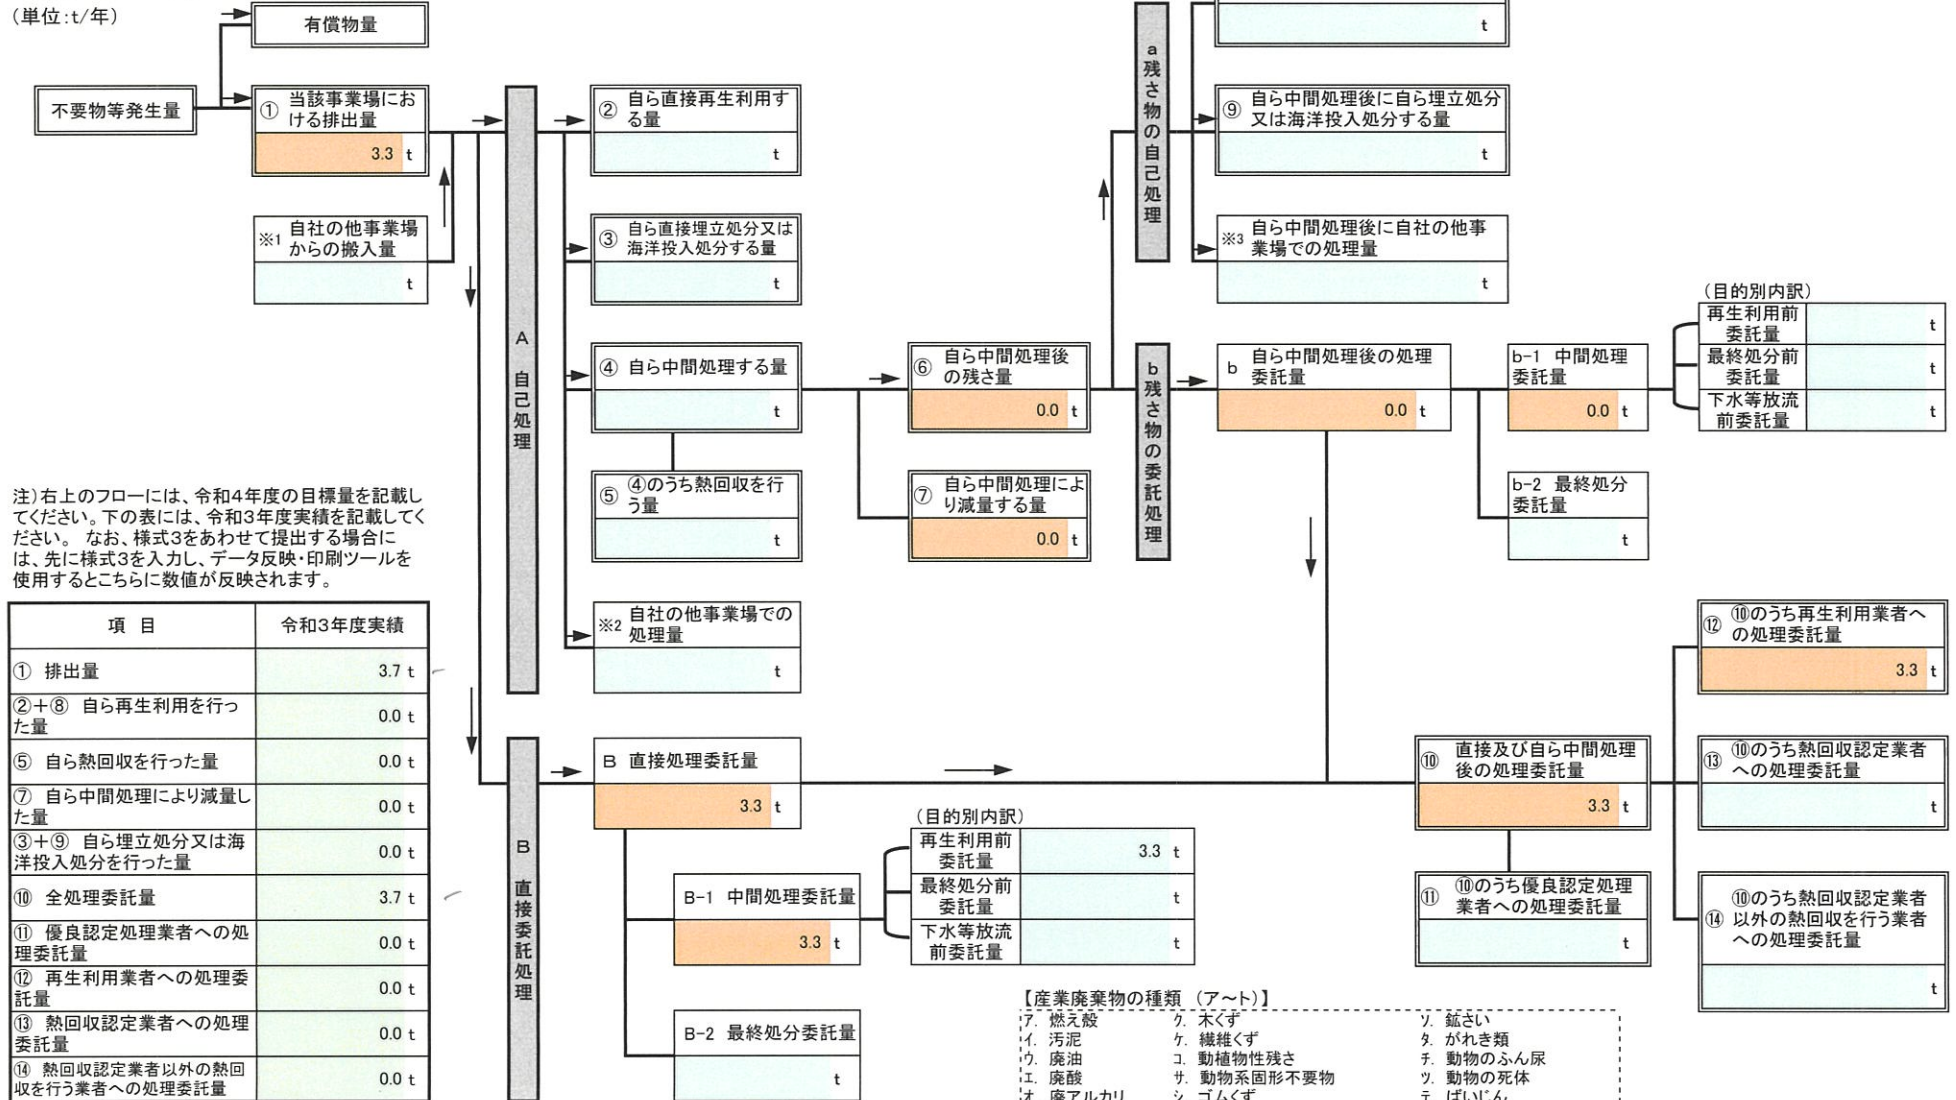 (単位:t/年)
有償物量
不要物等発生量
① 当該事業場にお
ける排出量
3.3 t
※1 自社の他事業場
からの搬入量
t
A 自己処理
② 自ら直接再生利用す
る量
t
③ 自ら直接埋立処分又は
海洋投入処分する量
t
④ 自ら中間処理する量
t
⑤ ④のうち熱回収を行
う量
t
※2 自社の他事業場での
処理量
t
⑥ 自ら中間処理後
の残さ量
0.0 t
⑦ 自ら中間処理によ
り減量する量
0.0 t
a 残さ物の自己処理
t
⑨ 自ら中間処理後に自ら埋立処分
又は海洋投入処分する量
t
※3 自ら中間処理後に自社の他事
業場での処理量
t
b 残さ物の委託処理
b 自ら中間処理後の処理
委託量
0.0 t
b-1 中間処理
委託量
0.0 t
(目的別内訳)
再生利用前
委託量
t
最終処分前
委託量
t
下水等放流
前委託量
t
b-2 最終処分
委託量
t
注)右上のフローには、令和4年度の目標量を記載し
てください。下の表には、令和3年度実績を記載してく
ださい。 なお、様式3をあわせて提出する場合に
は、先に様式3を入力し、データ反映・印刷ツールを
使用するとこちらに数値が反映されます。
項 目 令和3年度実績
① 排出量 3.7 t
②+⑧ 自ら再生利用を行っ
た量 0.0 t
⑤ 自ら熱回収を行った量 0.0 t
⑦ 自ら中間処理により減量し
た量 0.0 t
③+⑨ 自ら埋立処分又は海
洋投入処分を行った量 0.0 t
⑩ 全処理委託量 3.7 t
⑪ 優良認定処理業者への処
理委託量 0.0 t
⑫ 再生利用業者への処理委
託量 0.0 t
⑬ 熱回収認定業者への処理
委託量 0.0 t
⑭ 熱回収認定業者以外の熱回
収を行う業者への処理委託量 0.0 t
B 直接委託処理
B 直接処理委託量
3.3 t
B-1 中間処理委託量
3.3 t
(目的別内訳)
再生利用前
委託量
3.3 t
最終処分前
委託量
t
下水等放流
前委託量
t
B-2 最終処分委託量
t
⑩ 直接及び自ら中間処理
後の処理委託量
3.3 t
⑪ ⑩のうち優良認定処理
業者への処理委託量
t
⑫ ⑩のうち再生利用業者へ
の処理委託量
3.3 t
⑬ ⑩のうち熱回収認定業者
への処理委託量
t
⑭ ⑩のうち熱回収認定業者
以外の熱回収を行う業者
への処理委託量
t
【産業廃棄物の種類 (ア~ト)】
ア. 燃え殻 ク. 木くず ソ. 鉱さい
イ. 汚泥 ケ. 繊維くず タ. がれき類
ウ. 廃油 コ. 動植物性残さ チ. 動物のふん尿
エ. 廃酸 サ. 動物系固形不要物 ツ. 動物の死体
オ. 廃アルカリ シ. ゴムくず テ. ばいじん